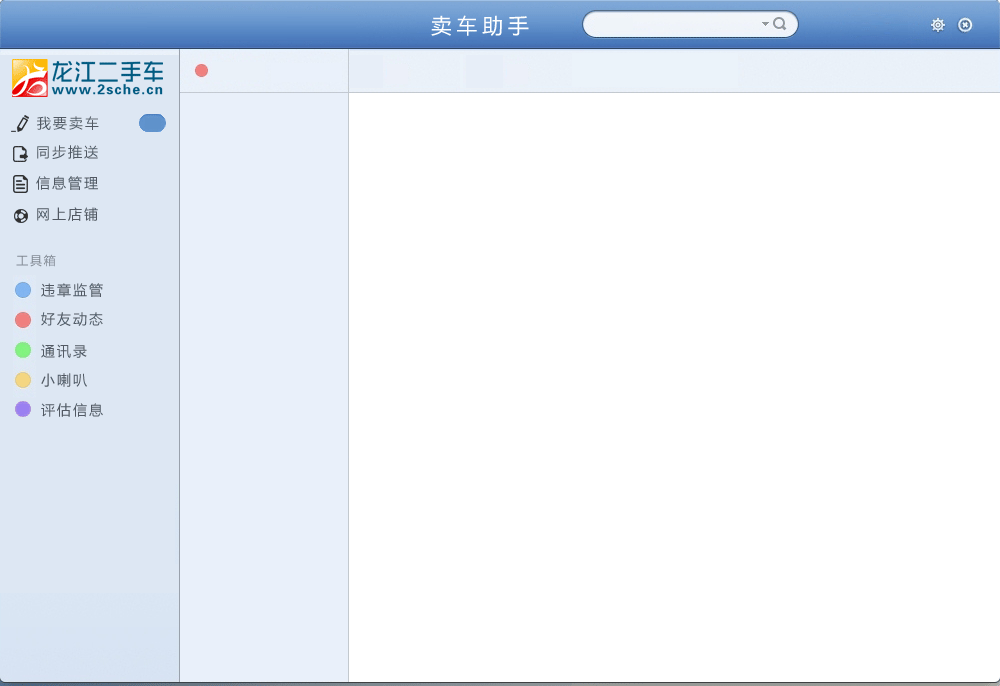 卖车助手
龙江二手车
www.2sche.cn
我要卖车
同步推送
信息管理
网上店铺
工具箱
违章监管
好友动态
通讯录
小喇叭
评估信息